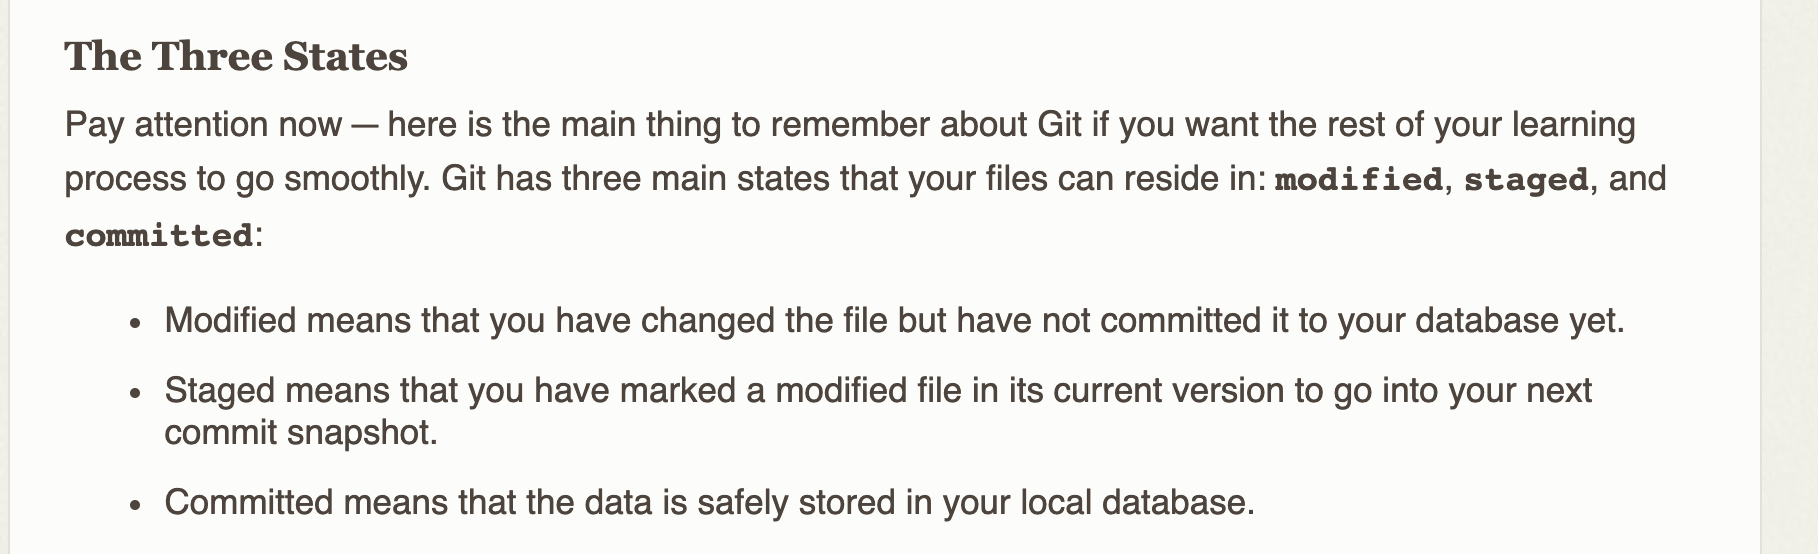 The Three States
Pay attention now — here is the main thing to remember about Git if you want the rest of your learning
process to go smoothly. Git has three main states that your files can reside in: modified, staged, and
committed:
• Modified means that you have changed the file but have not committed it to your database yet.
• Staged means that you have marked a modified file in its current version to go into your next
commit snapshot.
• Committed means that the data is safely stored in your local database.